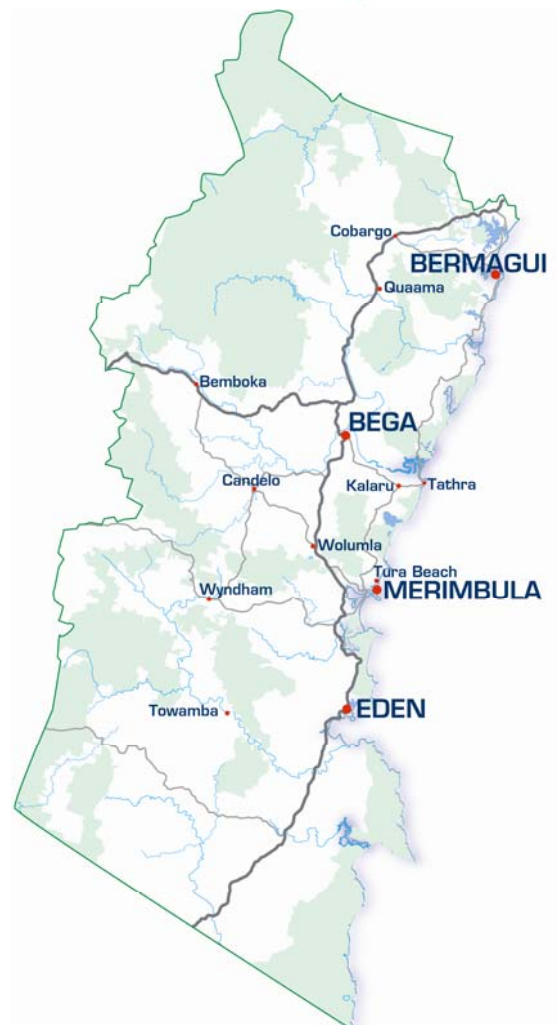 Cobargo
BERMAGUI
Quaama
Bemboka
BEGA
Candelo
Kalaru
Tathra
Wolumla
Tura Beach
MERIMBULA
Wyndham
Towamba
EDEN